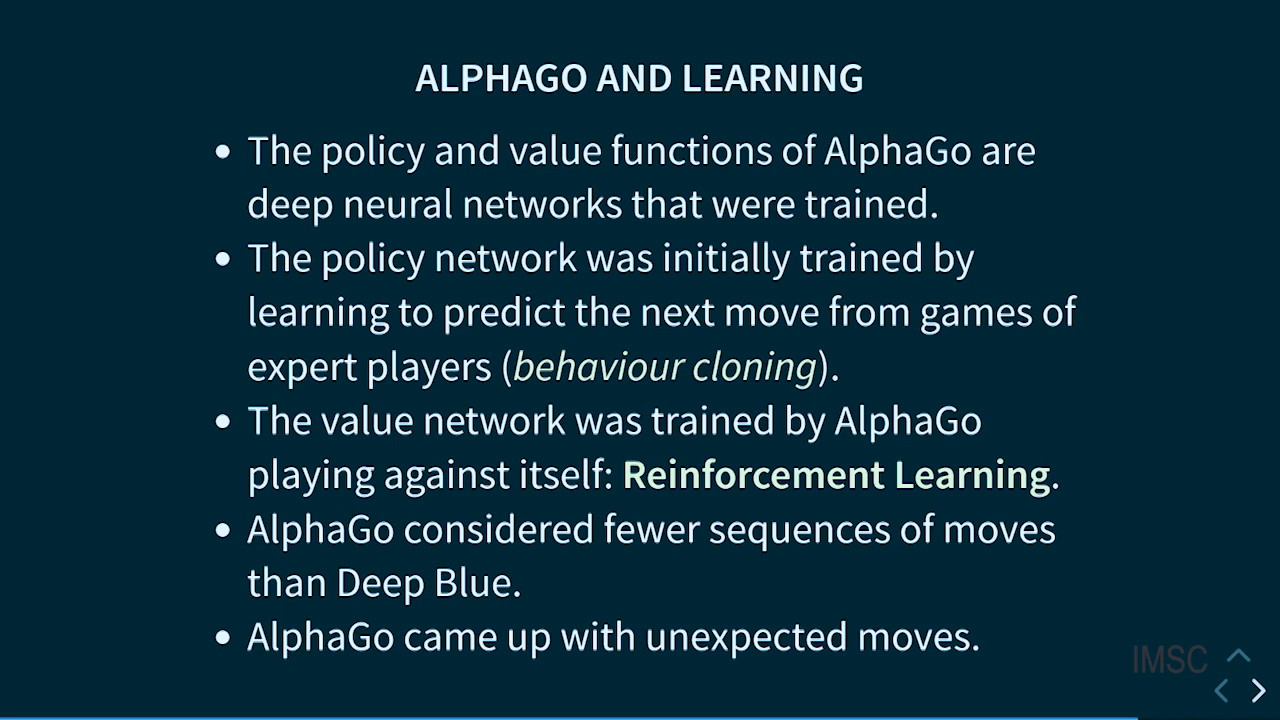 ALPHAGO AND LEARNING
• The policy and value functions of AlphaGo are
deep neural networks that were trained.
• The policy network was initially trained by
learning to predict the next move from games of
expert players (behaviour cloning).
• The value network was trained by AlphaGo
playing against itself: Reinforcement Learning.
• AlphaGo considered fewer sequences of moves
than Deep Blue.
• AlphaGo came up with unexpected moves.
IMSC